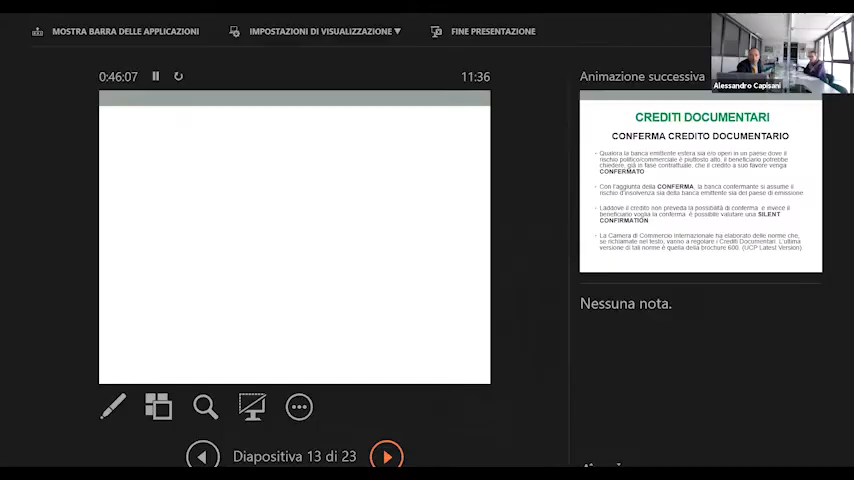 MOSTRA BARRA DELLE APPLICAZIONI
IMPOSTAZIONI DI VISUALIZZAZIONE ▼
FINE PRESENTAZIONE
Alessandro Capisani
0:46:07
11:36
Animazione successiva
CREDITI DOCUMENTARI
CONFERMA CREDITO DOCUMENTARIO
Qualora la banca emittente estera sia e/o operi in un paese dove il
rischio politico/commerciale è piuttosto alto, il beneficiario potrebbe
chiedere, già in fase contrattuale, che il credito a suo favore venga
CONFERMATO
Con l'aggiunta della CONFERMA, la banca confermante si assume il
rischio d'insolvenza sia della banca emittente sia del paese di emissione
Laddove il credito non preveda la possibilità di conferma e invece il
beneficiario voglia la conferma è possibile valutare una SILENT
CONFIRMATION
La Camera di Commercio Internazionale ha elaborato delle norme che,
se richiamate nel testo, vanno a regolare i Crediti Documentari. L'ultima
versione di tali norme è quella della brochure 600. (UCP Latest Version)
Nessuna nota.
Diapositiva 13 di 23